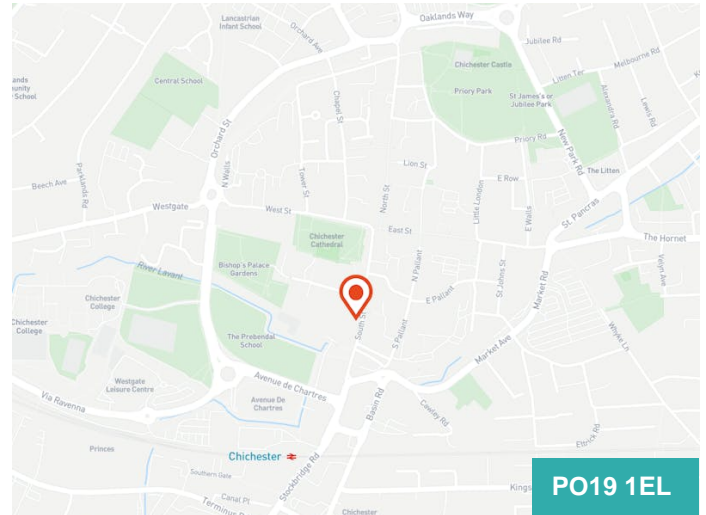 Lancastrian
Infant School
Orchard Ave
Oaklands Way
Jubilee Rd
Melbourne Rd
Litten Ter
Chichester Castle
Central School
Priory Park
St James's or
Jubilee Park
Alexandra Rd
Lewis Rd
Chapel St
Orchard St
Priory Rd
New Park Rd
Lion St
The Litten
Parklands Rd
Beech Ave
N Walls
Tower St
North St
E Row
Little London
E Walls
Westgate
West St
East St
St. Pancras
Chichester
Cathedral
The Hornet
Bishop's Palace
Gardens
River Lavant
N Pallant
St Johns St
Market Rd
Velyn Ave
Chichester
College
Chichester
College
E Pallant
South St
S Pallant
Whyke Ln
The Prebendal
School
Market Ave
Westgate
Leisure Centre
Avenue de Chartres
Avenue De
Chartres
Via Ravenna
Basin Rd
Cawley Rd
Ettrick Rd
Princes
Chichester
Stockbridge Rd
Southern Gate
Canal Pl
Terminus
Chichester
Kings
PO19 1EL